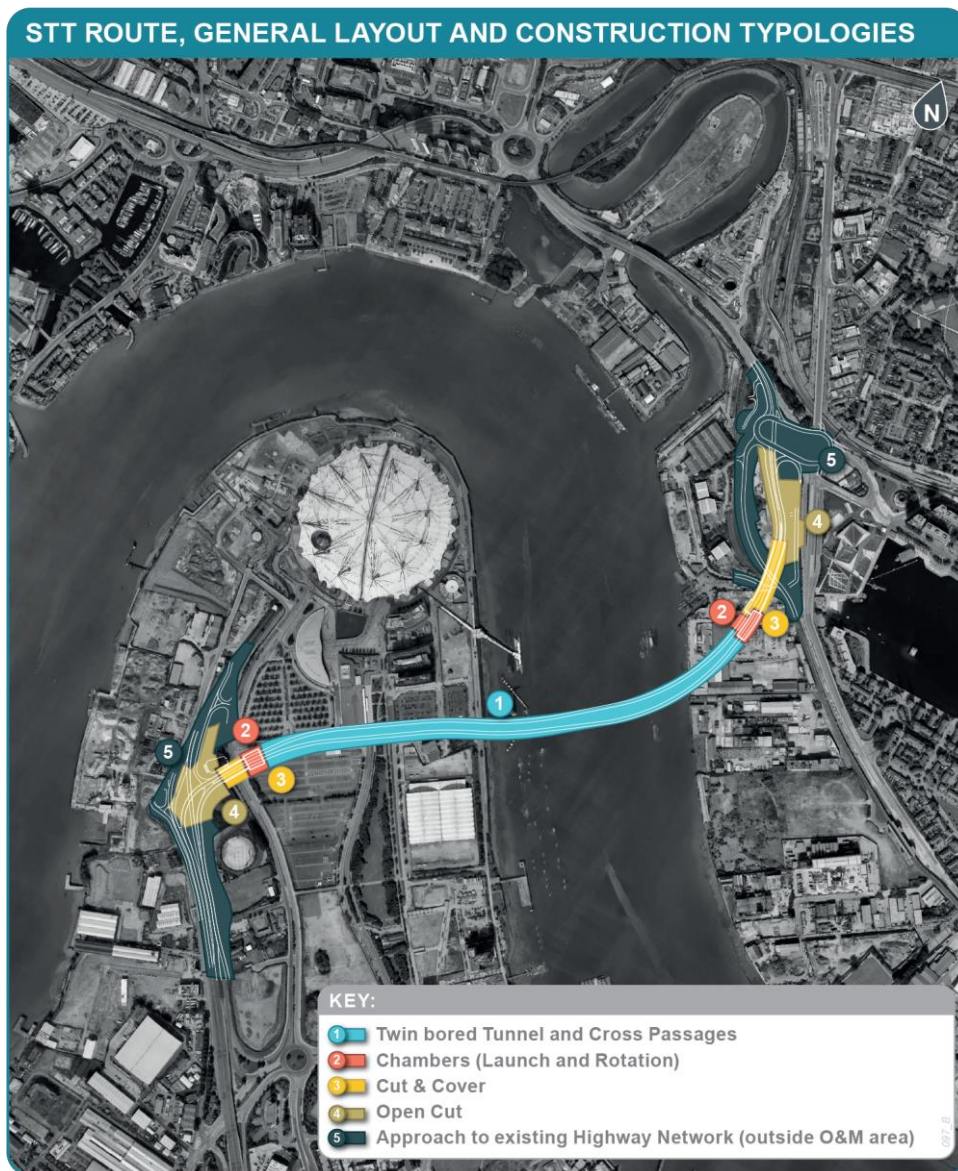 STT ROUTE, GENERAL LAYOUT AND CONSTRUCTION TYPOLOGIES
N
5
4
2
3
1
2
5
3
4
KEY:
1 Twin bored Tunnel and Cross Passages
2 Chambers (Launch and Rotation)
3 Cut & Cover
4 Open Cut
5 Approach to existing Highway Network (outside O&M area)
097_B